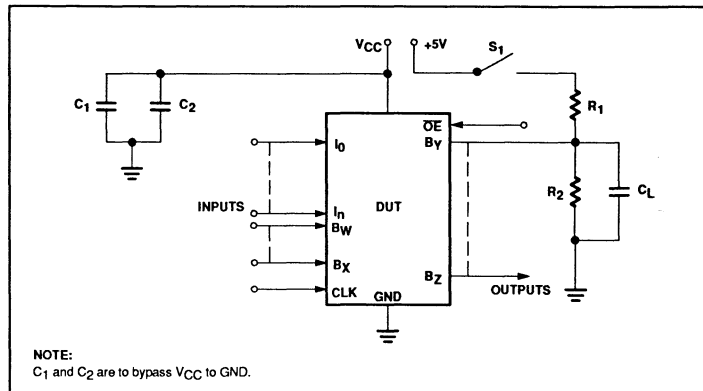 VCC +5V S1
C1 C2 R1
OE
I0 BY
R2 CL
INPUTS DUT
In
BW
BX BZ
OUTPUTS
CLK GND
NOTE:
C1 and C2 are to bypass VCC to GND.